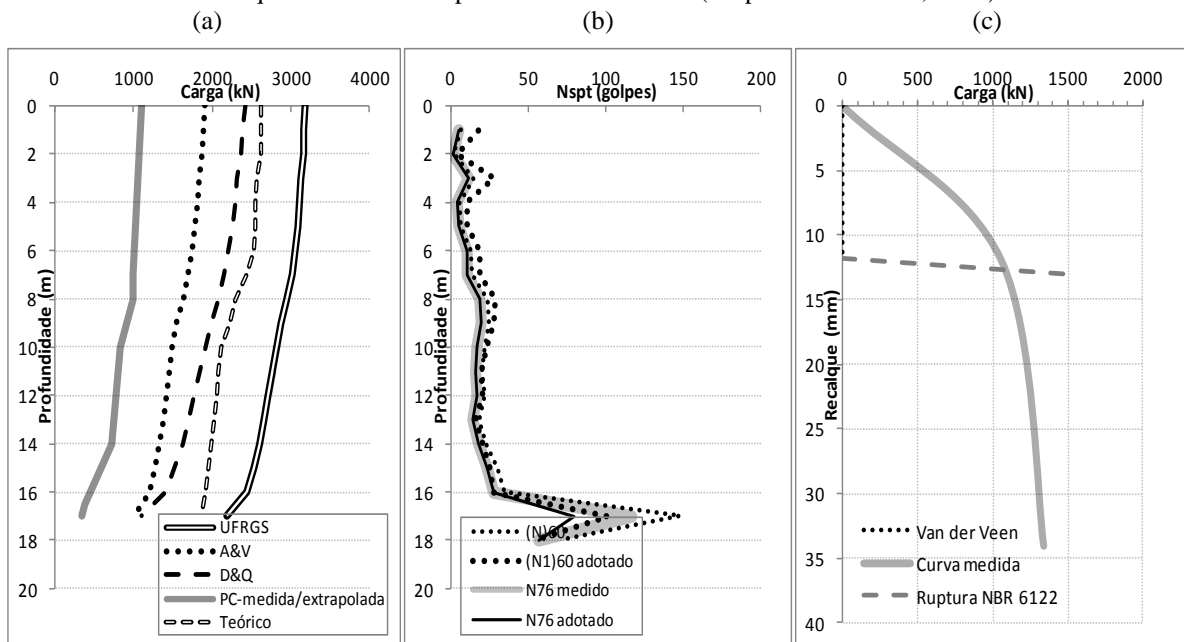 (a)
(b)
(c)
0 1000 2000 3000 4000
Carga (kN)
0
2
4
6
8
10
12
14
16
18
20
Profundidade (m)
UFRGS
A&V
D&Q
PC-medida/extrapolada
Teórico
0 50 100 150 200
Nspt (golpes)
0
2
4
6
8
10
12
14
16
18
20
Profundidade (m)
(N)60
(N1)60 adotado
N76 medido
N76 adotado
0 500 1000 1500 2000
Carga (kN)
0
5
10
15
20
25
30
35
40
Recalque (mm)
Van der Veen
Curva medida
Ruptura NBR 6122